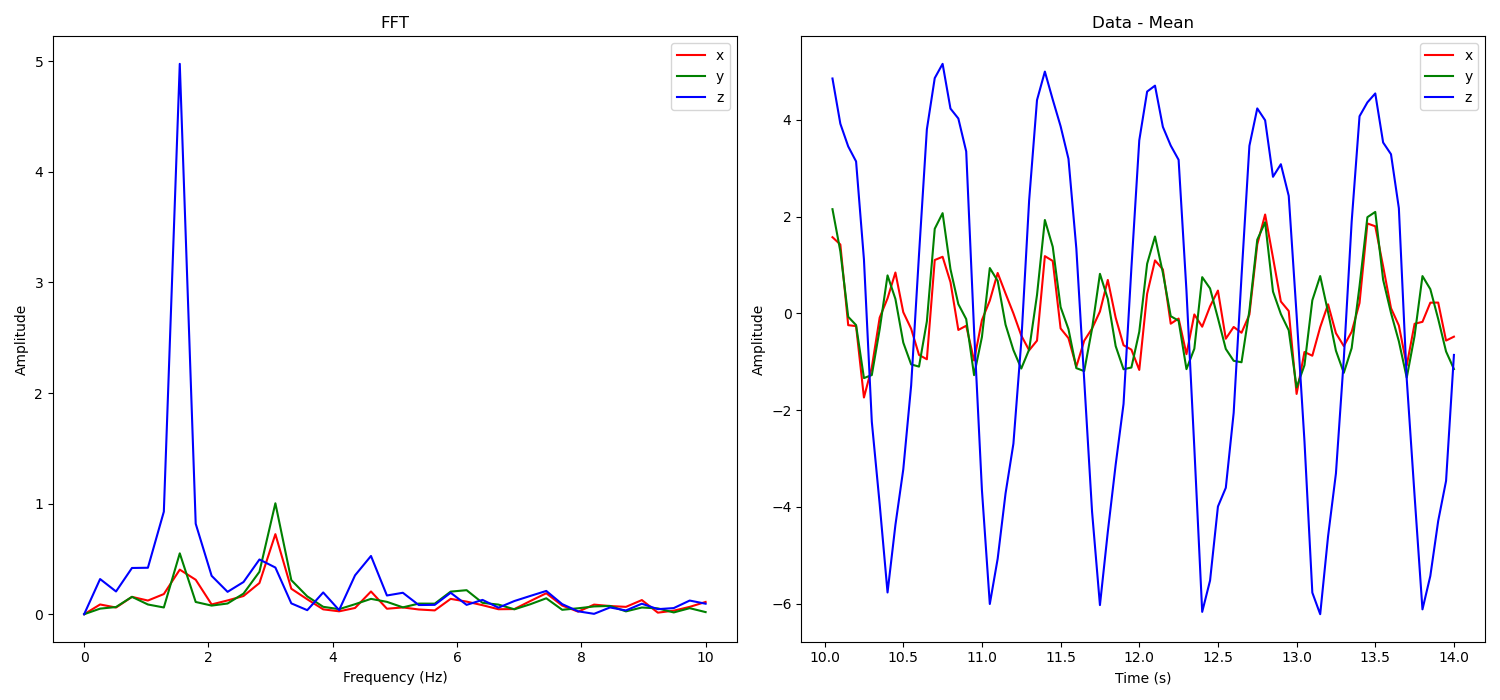 FFT
5
4
3
2
1
0
Amplitude
0 2 4 6 8 10
Frequency (Hz)
x
y
z
Data - Mean
4
2
0
−2
−4
−6
Amplitude
10.0 10.5 11.0 11.5 12.0 12.5 13.0 13.5 14.0
Time (s)
x
y
z